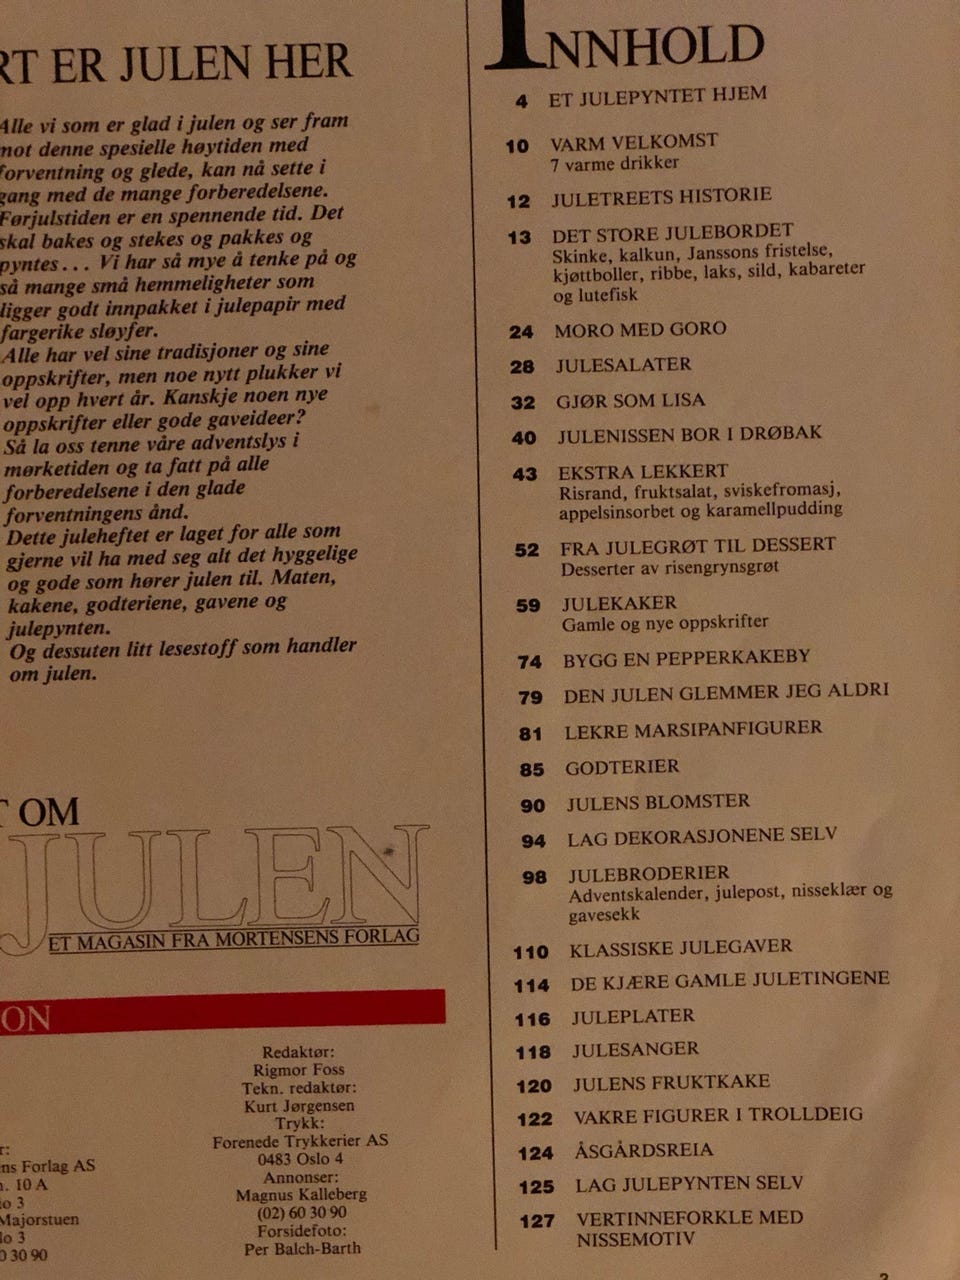 ER JULEN HER
Alle vi som er glad i julen og ser fram
denne spesielle høytiden med
forventning og glede, kan nå sette i
gang med de mange forberedelsene.
Førjulstiden er en spennende tid. Det
skal bakes og stekes og pakkes og
pyntes... Vi har så mye å tenke på og
så mange små hemmeligheter som
ligger godt innpakket i julepapir med
fargerike sløyfer.
Alle har vel sine tradisjoner og sine
oppskrifter, men noe nytt plukker vi
vel opp hvert år. Kanskje noen nye
oppskrifter eller gode gaveideer?
Så la oss tenne våre adventslys i
mørketiden og ta fatt på alle
forberedelsene i den glade
forventningens ånd.
Dette juleheftet er laget for alle som
gjerne vil ha med seg alt det hyggelige
og gode som hører julen til. Maten,
kakene, godteriene, gavene og
julepynten.
Og dessuten litt lesestoff som handler
om julen.
OM
JULEN
ET MAGASIN FRA MORTENSENS FORLAG
ON
Forlag AS
10 A
3
Majorstuen
3
30 90
Redaktør:
Rigmor Foss
Tekn. redaktør:
Kurt Jørgensen
Trykk:
Forenede Trykkerier AS
0483 Oslo 4
Annonser:
Magnus Kalleberg
(02) 60 30 90
Forsidefoto:
Per Balch-Barth
INNHOLD
4 ET JULEPYNTET HJEM
10 VARM VELKOMST
7 varme drikker
12 JULETREETS HISTORIE
13 DET STORE JULEBORDET
Skinke, kalkun, Janssons fristelse,
kjøttboller, ribbe, laks, sild, kabareter
og lutefisk
24 MORO MED GORO
28 JULESALATER
32 GJØR SOM LISA
40 JULENISSEN BOR I DRØBAK
43 EKSTRA LEKKERT
Risrand, fruktsalat, sviskefromasj,
appelsinsorbet og karamellpudding
52 FRA JULEGRØT TIL DESSERT
Desserter av risengrynsgrøt
59 JULEKAKER
Gamle og nye oppskrifter
74 BYGG EN PEPPERKAKEBY
79 DEN JULEN GLEMMER JEG ALDRI
81 LEKRE MARSIPANFIGURER
85 GODTERIER
90 JULENS BLOMSTER
94 LAG DEKORASJONENE SELV
98 JULEBRODERIER
Adventskalender, julepost, nisseklær og
gavesekk
110 KLASSISKE JULEGAVER
114 DE KJÆRE GAMLE JULETINGENE
116 JULEPLATER
118 JULESANGER
120 JULENS FRUKTKAKE
122 VAKRE FIGURER I TROLLDEIG
124 ÅSGÅRDSREIA
125 LAG JULEPYNTEN SELV
127 VERTINNEFORKLE MED
NISSEMOTIV